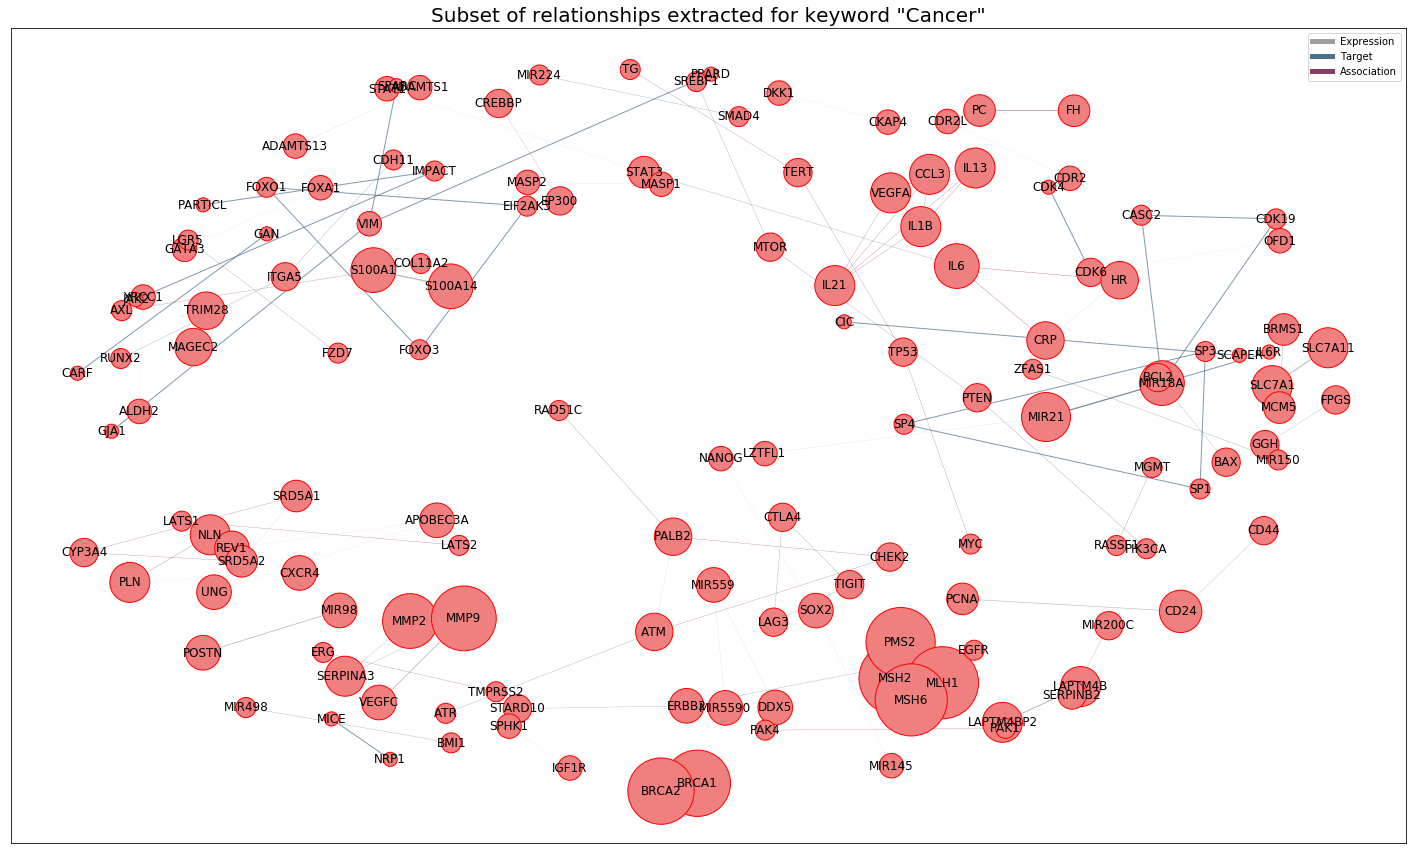 Subset of relationships extracted for keyword "Cancer"
Expression
Target
Association
TG
MIR224
PPARD
SREBF1
STAT1
ADAMTS1
CREBBP
DKK1
SMAD4
PC
FH
CKAP4
CDR2L
ADAMTS13
CDH11
IMPACT
FOXO1
FOXA1
MASP2
STAT3
MASP1
TERT
CCL3
IL13
CDR2
CDK4
PARTICL
EIF2AK3
EP300
VEGFA
CASC2
CDK19
GAN
VIM
IL1B
LGR5
GATA3
OFD1
MTOR
ITGA5
S100A1
COL11A2
S100A14
IL21
IL6
CDK6
HR
XRCC1
AXL
TRIM28
CIC
BRMS1
MAGEC2
RUNX2
FZD7
FOXO3
TP53
CRP
SP3
SCAPER
IL6R
SLC7A11
CARF
ZFAS1
BCL2
MIR18A
SLC7A1
PTEN
FPGS
MCM5
ALDH2
RAD51C
MIR21
GJA1
SP4
GGH
NANOG
LZTFL1
MGMT
BAX
MIR150
SP1
SRD5A1
LATS1
APOBEC3A
CTLA4
CD44
NLN
REV1
LATS2
PALB2
MYC
RASSF1
PIK3CA
CYP3A4
SRD5A2
CHEK2
CXCR4
PLN
UNG
MIR559
TIGIT
PCNA
MIR98
SOX2
CD24
MMP2
MMP9
LAG3
MIR200C
ATM
PMS2
EGFR
POSTN
ERG
SERPINA3
MSH2
MLH1
LAPTM4B
SERPINB2
TMPRSS2
VEGFC
MSH6
MIR498
STARD10
ERBB2
MIR5590
DDX5
ATR
MICE
SPHK1
PAK4
LAPTM4BP2
PAK1
BMI1
NRP1
IGF1R
MIR145
BRCA1
BRCA2